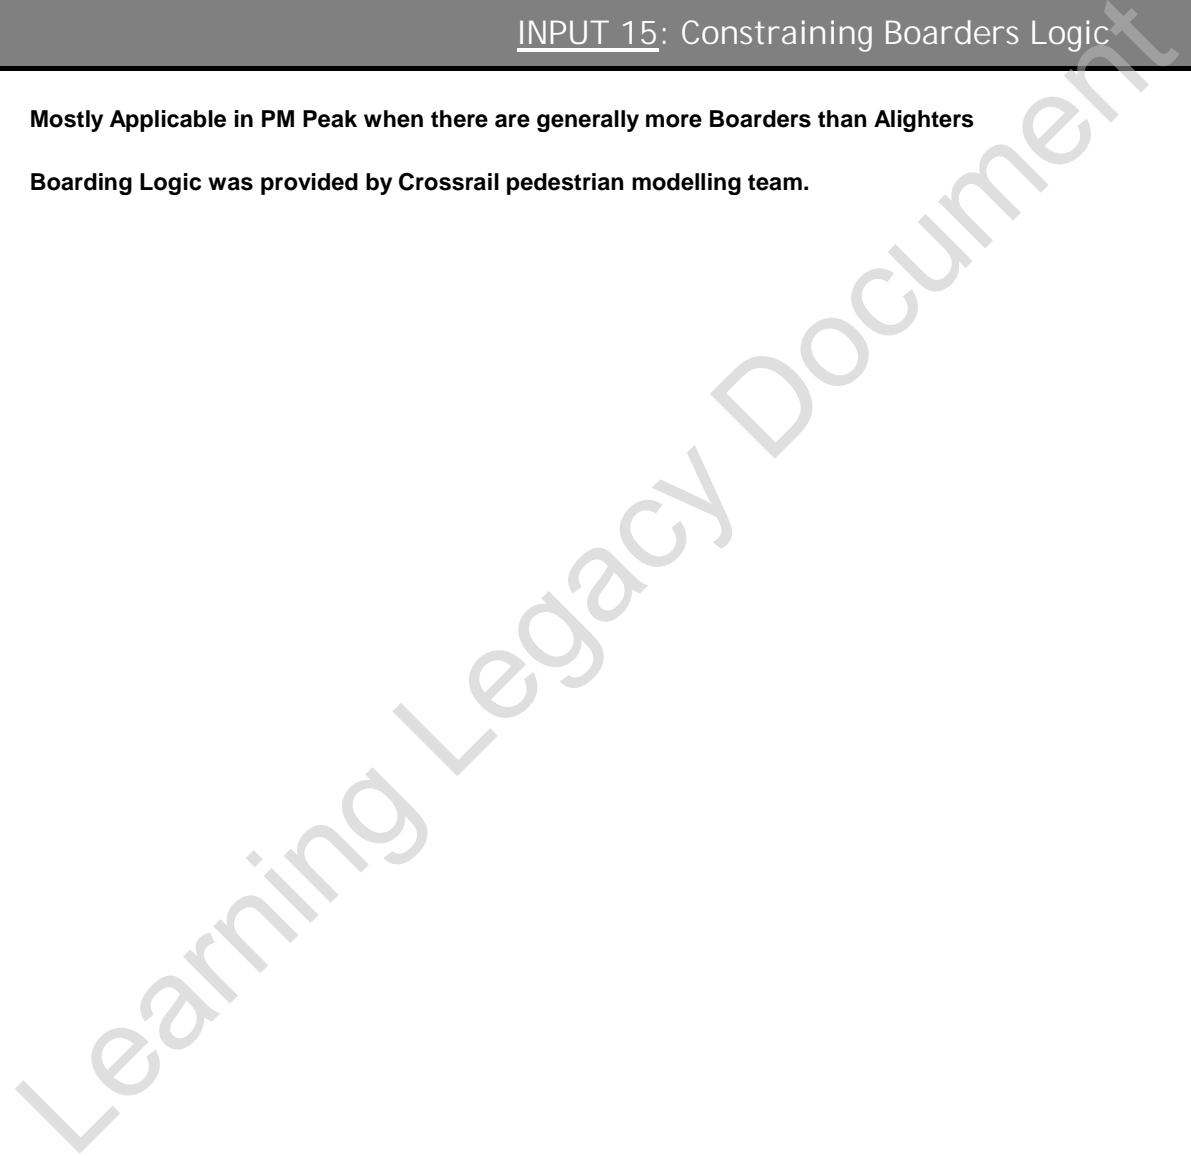 INPUT 15: Constraining Boarders Logic
Mostly Applicable in PM Peak when there are generally more Boarders than Alighters
Boarding Logic was provided by Crossrail pedestrian modelling team.
Learning Legacy Document